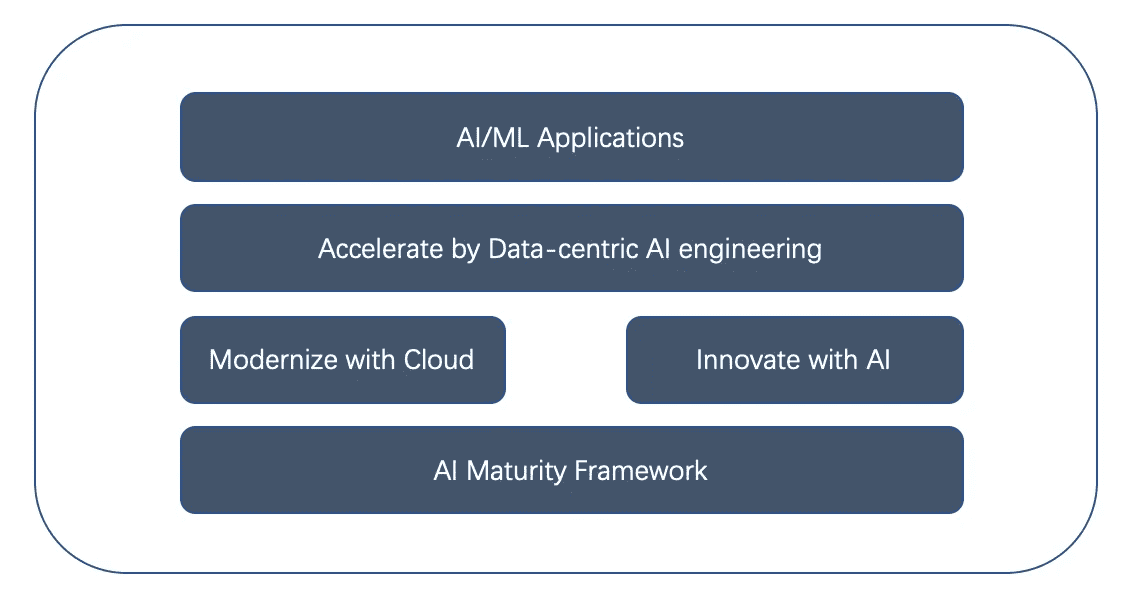 AI/ML Applications
Accelerate by Data-centric AI engineering
Modernize with Cloud
Innovate with AI
AI Maturity Framework